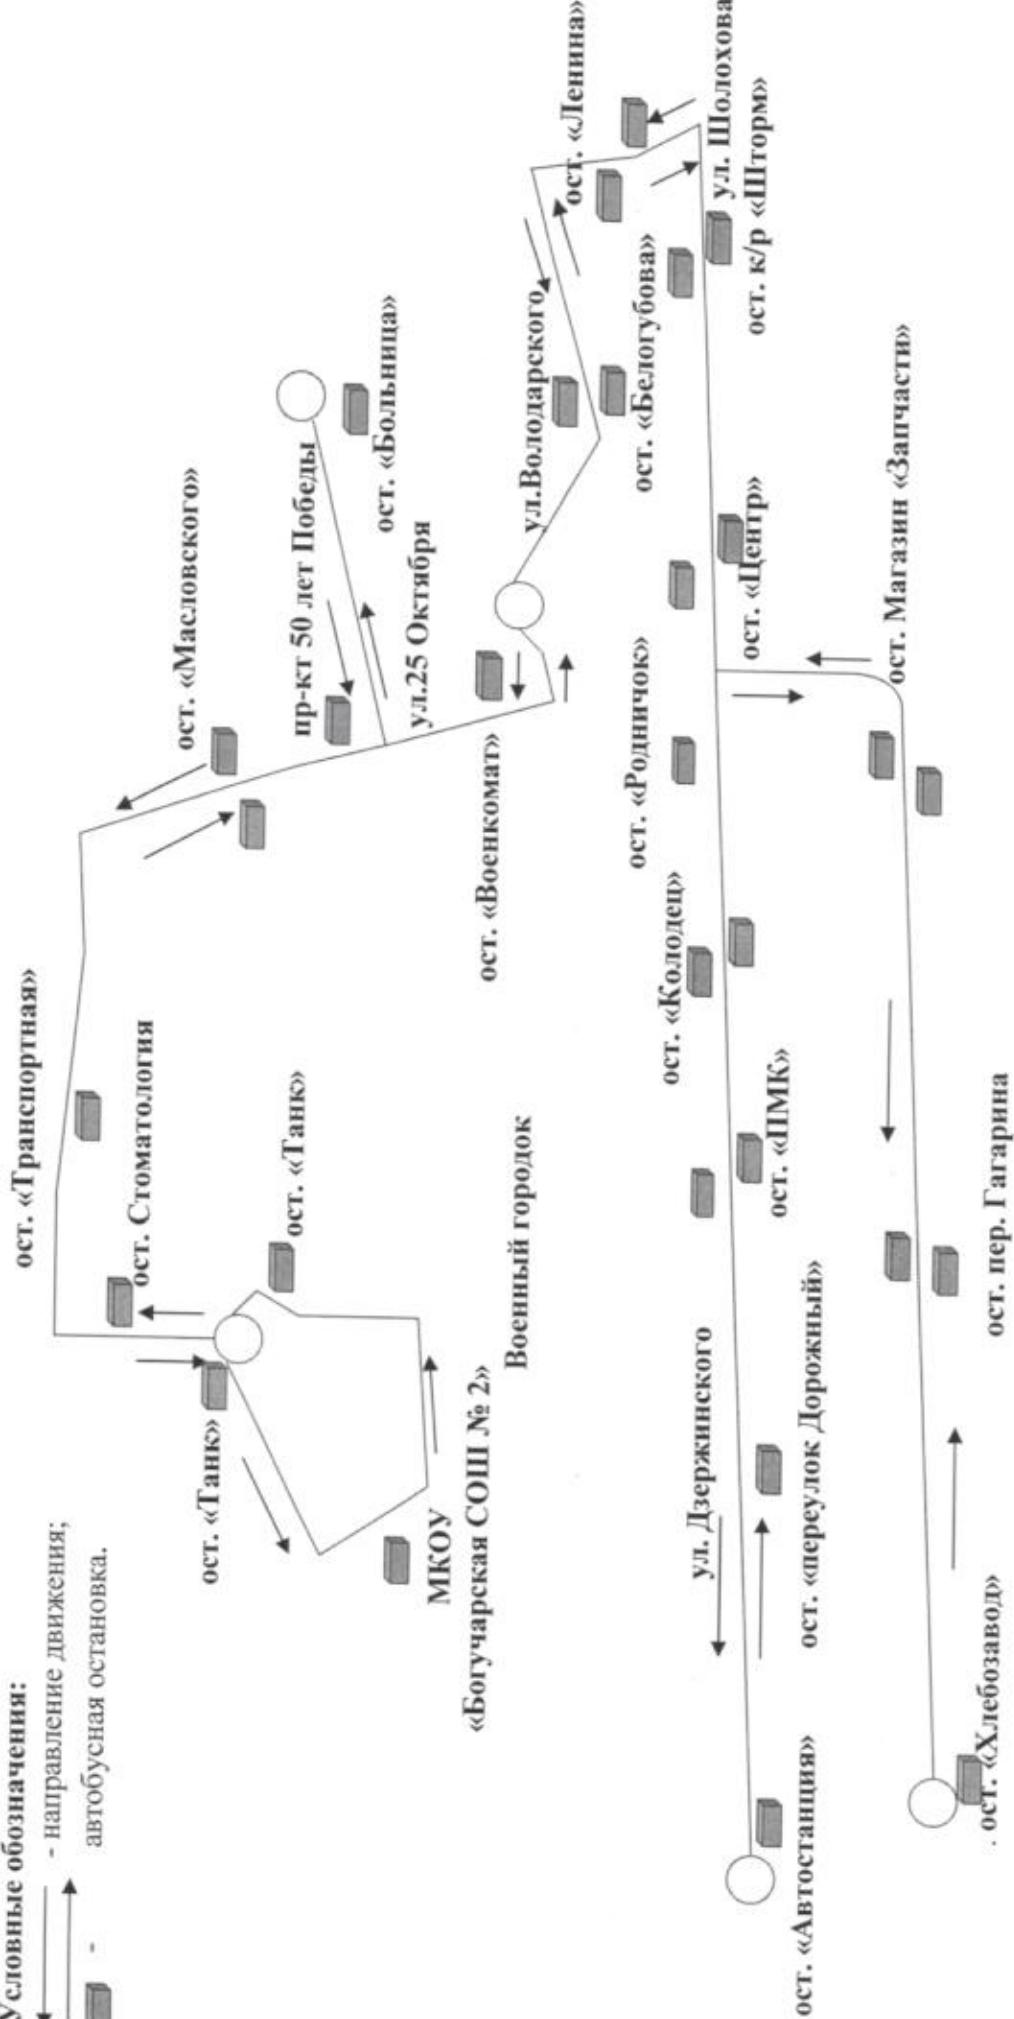 Условные обозначения:
- направление движения;
-
автобусная остановка.
ост. «Транспортная»
ост. Стоматология
ост. «Танк»
ост. «Танк»
МКОУ
«Богучарская СОШ № 2»
Военный городок
ост. «Масловского»
пр-кт 50 лет Победы
ост. «Больница»
ул.25 Октября
ост. «Военкомат»
ул.Володарского
ост. «Ленина»
ост. «Белогубова»
ул. Шолохова
ост. к/р «Шторм»
ост. «Родничок»
ост. «Центр»
ост. «Колодец»
ост. «ПМК»
ост. Магазин «Запчасти»
ул. Дзержинского
ост. «переулок Дорожный»
ост. «Автостанция»
ост. пер. Гагарина
. ост. «Хлебозавод»